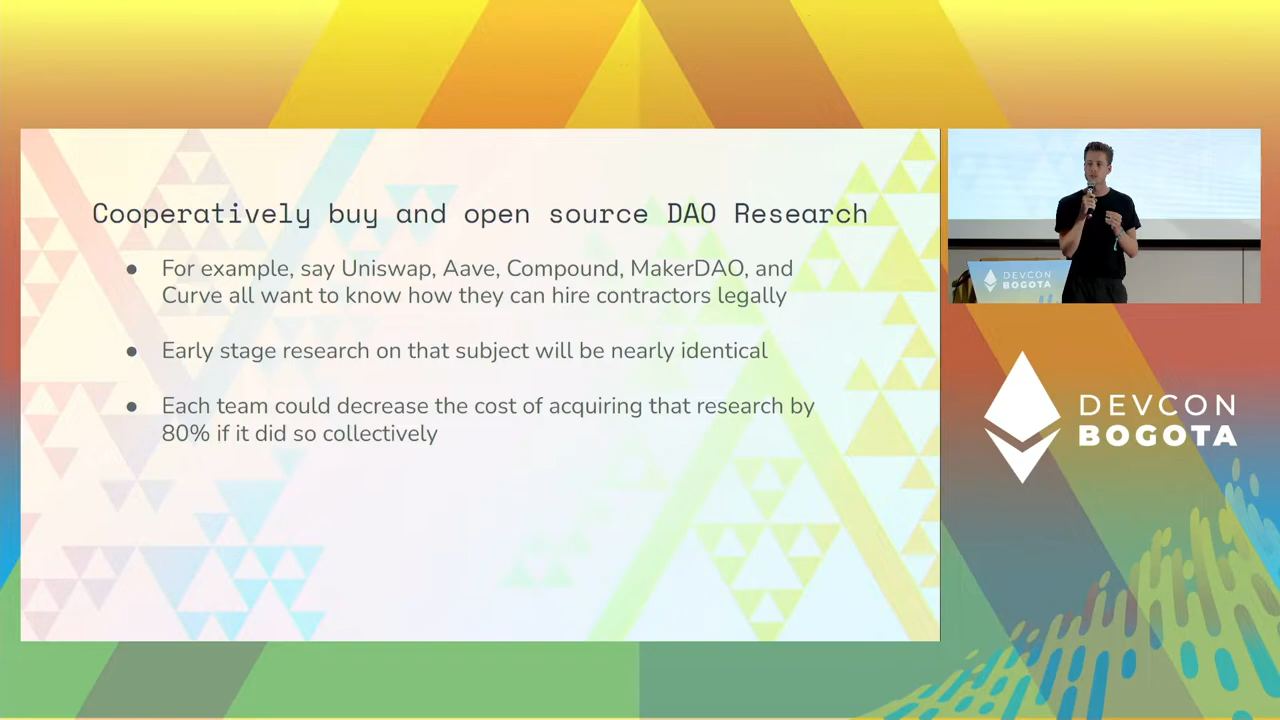 Cooperatively buy and open source DAO Research
● For example, say Uniswap, Aave, Compound, MakerDAO, and
Curve all want to know how they can hire contractors legally
● Early stage research on that subject will be nearly identical
● Each team could decrease the cost of acquiring that research by
80% if it did so collectively
DEVCON
BOGOTA
DEVCON
BOGOTA